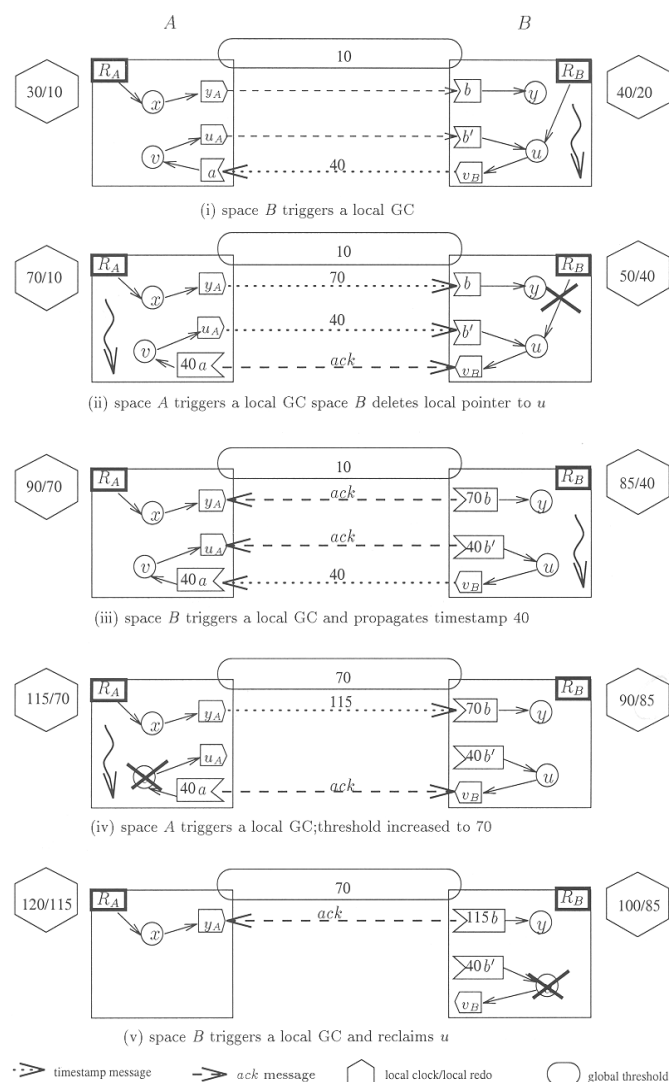 A B
10
R_A R_B
30/10 40/20
x y_A b y
u_A b'
v u
40
a v_B
(i) space B triggers a local GC
10
R_A R_B
70/10 50/40
70
x y_A b y
40
u_A b'
v u
ack
40 a v_B
(ii) space A triggers a local GC space B deletes local pointer to u
10
R_A R_B
90/70 85/40
ack
x y_A 70 b y
ack
u_A 40 b'
v u
40
40 a v_B
(iii) space B triggers a local GC and propagates timestamp 40
70
R_A R_B
115/70 90/85
115
x y_A 70 b y
u_A 40 b'
u
ack
40 a v_B
(iv) space A triggers a local GC;threshold increased to 70
70
R_A R_B
120/115 100/85
ack
x y_A 115 b y
40 b'
v_B
(v) space B triggers a local GC and reclaims u
timestamp message ack message local clock/local redo global threshold